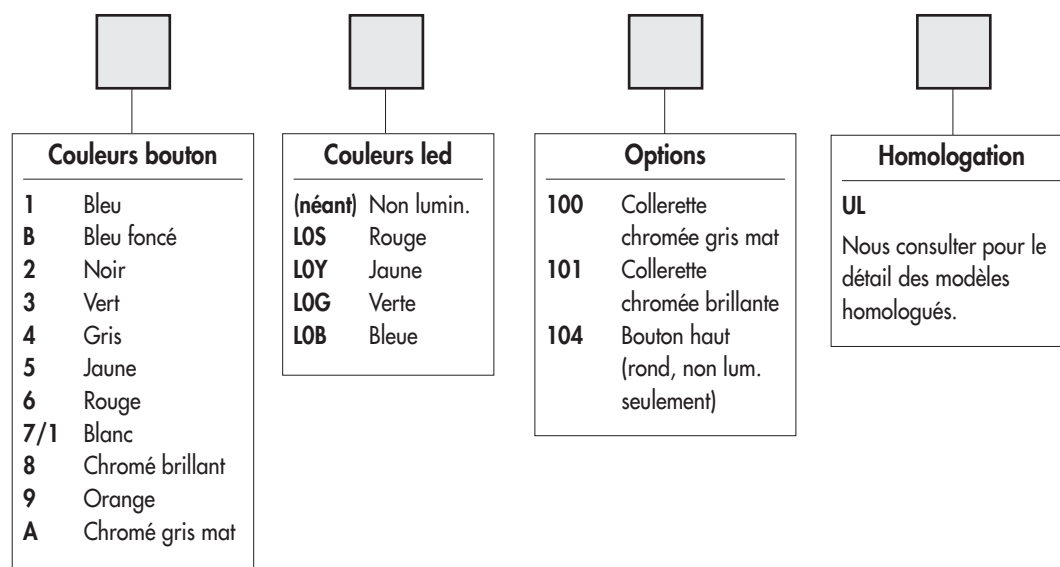 Couleurs bouton
1 Bleu
B Bleu foncé
2 Noir
3 Vert
4 Gris
5 Jaune
6 Rouge
7/1 Blanc
8 Chromé brillant
9 Orange
A Chromé gris mat
Couleurs led
(néant) Non lumin.
L0S Rouge
L0Y Jaune
L0G Verte
L0B Bleue
Options
100 Collerette
chromée gris mat
101 Collerette
chromée brillante
104 Bouton haut
(rond, non lum.
seulement)
Homologation
UL
Nous consulter pour le
détail des modèles
homologués.